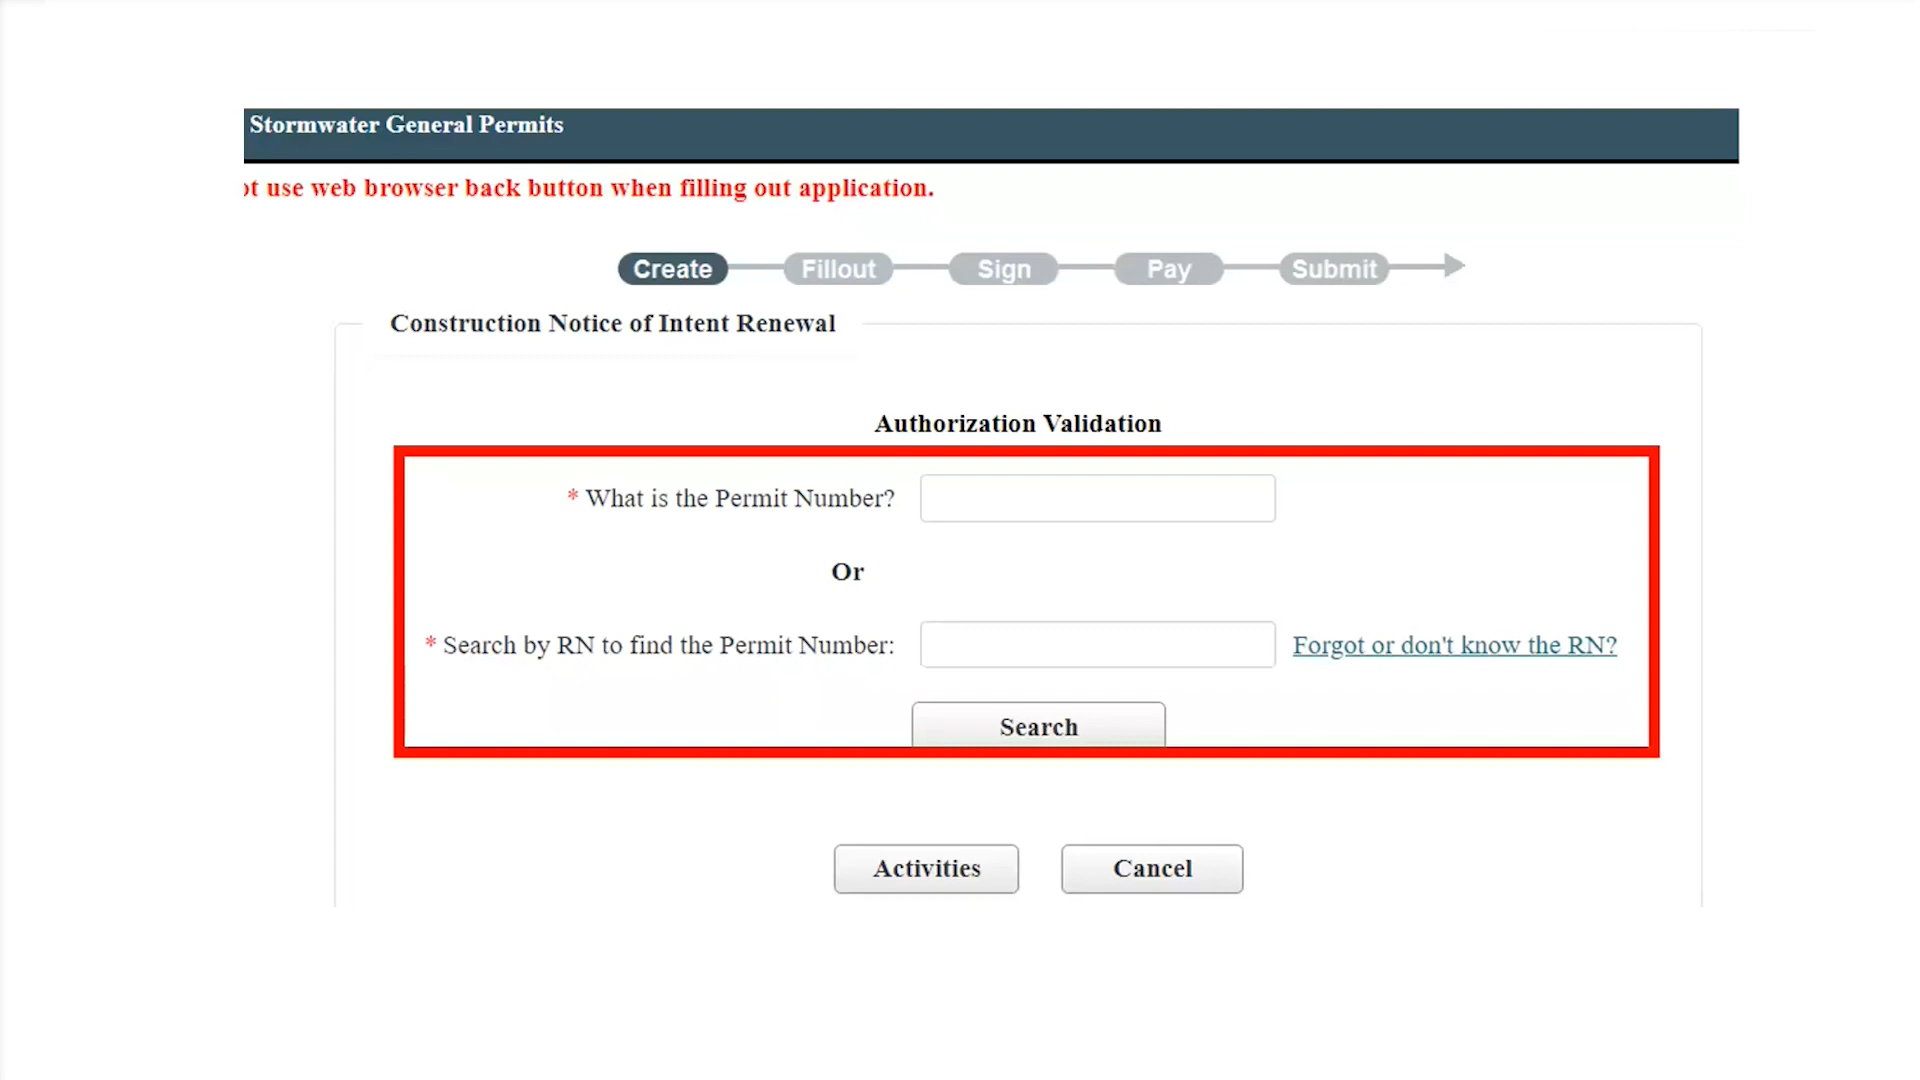 Stormwater General Permits
use web browser back button when filling out application.
Create Fillout Sign Pay Submit
Construction Notice of Intent Renewal
Authorization Validation
* What is the Permit Number?
Or
* Search by RN to find the Permit Number: Forgot or don't know the RN?
Search
Activities Cancel